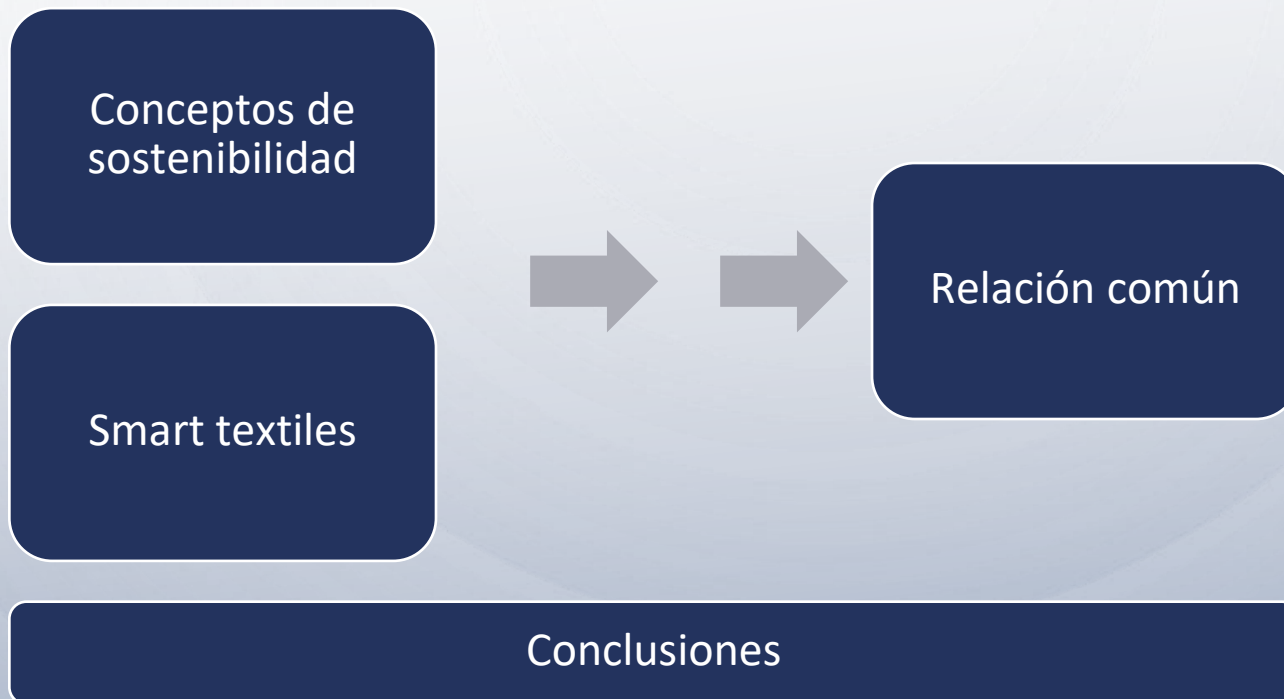 Conceptos de
sostenibilidad
Smart textiles
Relación común
Conclusiones